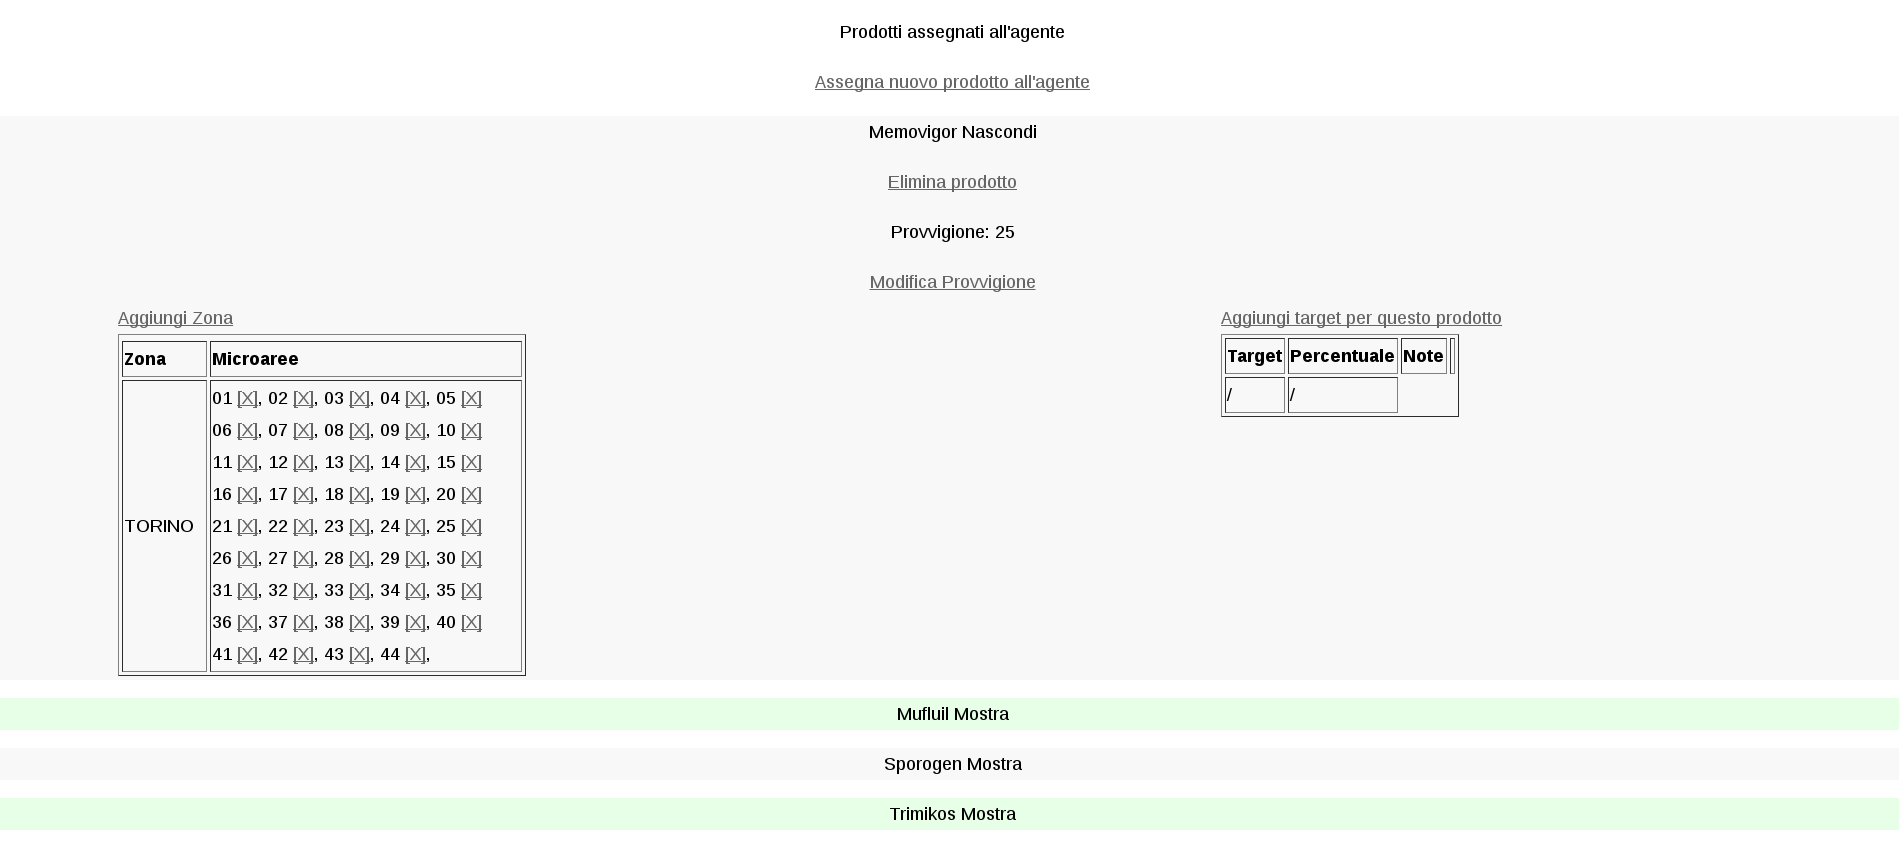 Prodotti assegnati all'agente
Assegna nuovo prodotto all'agente
Memovigor Nascondi
Elimina prodotto
Provvigione: 25
Modifica Provvigione
Aggiungi Zona
Zona Microaree
TORINO
01 [X], 02 [X], 03 [X], 04 [X], 05 [X]
06 [X], 07 [X], 08 [X], 09 [X], 10 [X]
11 [X], 12 [X], 13 [X], 14 [X], 15 [X]
16 [X], 17 [X], 18 [X], 19 [X], 20 [X]
21 [X], 22 [X], 23 [X], 24 [X], 25 [X]
26 [X], 27 [X], 28 [X], 29 [X], 30 [X]
31 [X], 32 [X], 33 [X], 34 [X], 35 [X]
36 [X], 37 [X], 38 [X], 39 [X], 40 [X]
41 [X], 42 [X], 43 [X], 44 [X],
Aggiungi target per questo prodotto
Target Percentuale Note
/ /
Mufluil Mostra
Sporogen Mostra
Trimikos Mostra